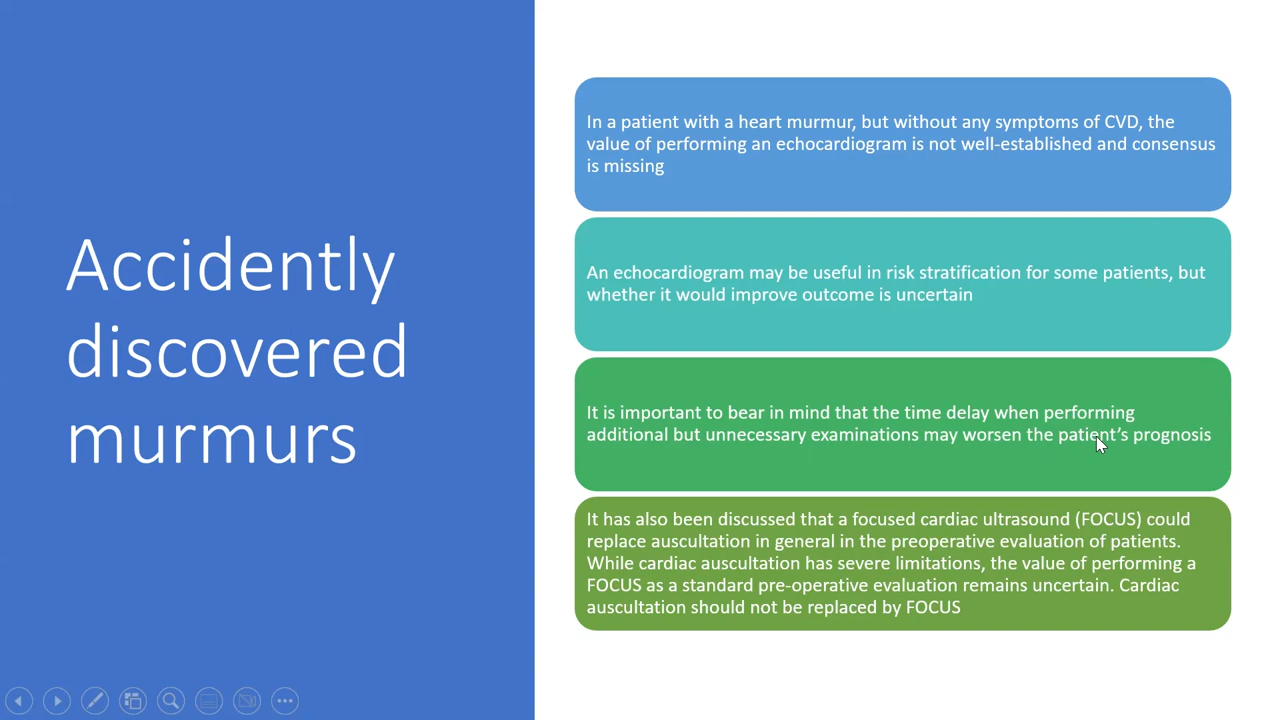 Accidently
discovered
murmurs
In a patient with a heart murmur, but without any symptoms of CVD, the
value of performing an echocardiogram is not well-established and consensus
is missing
An echocardiogram may be useful in risk stratification for some patients, but
whether it would improve outcome is uncertain
It is important to bear in mind that the time delay when performing
additional but unnecessary examinations may worsen the patient’s prognosis
It has also been discussed that a focused cardiac ultrasound (FOCUS) could
replace auscultation in general in the preoperative evaluation of patients.
While cardiac auscultation has severe limitations, the value of performing a
FOCUS as a standard pre-operative evaluation remains uncertain. Cardiac
auscultation should not be replaced by FOCUS